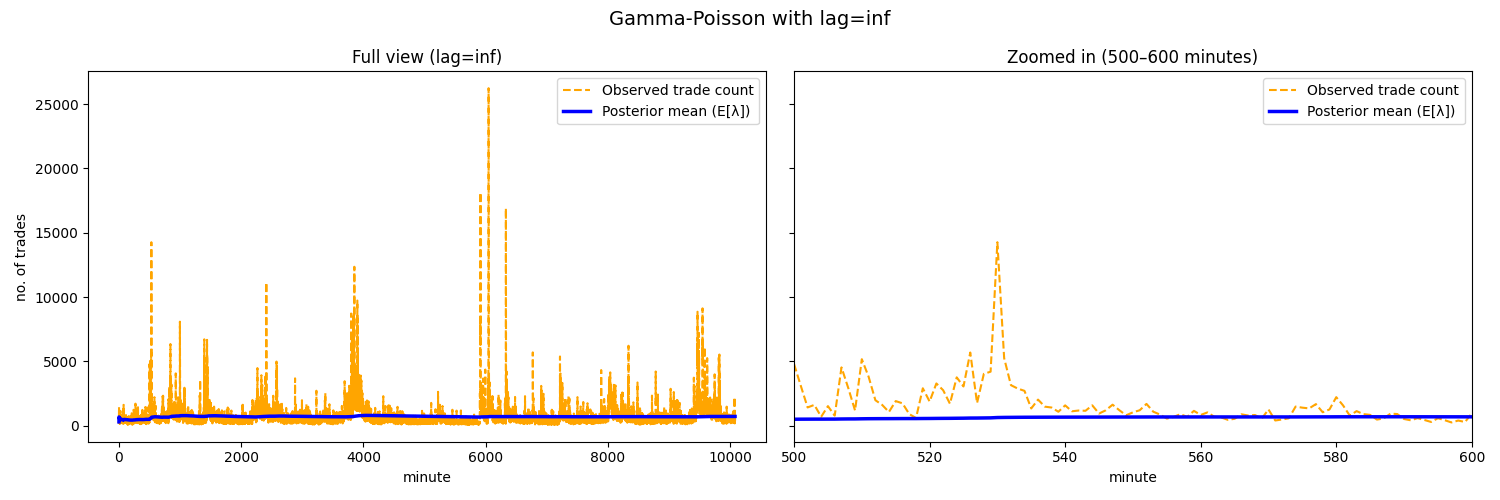 Gamma-Poisson with lag=inf
Full view (lag=inf)
Observed trade count
Posterior mean (E[λ])
no. of trades
25000
20000
15000
10000
5000
0
0 2000 4000 6000 8000 10000
minute
Zoomed in (500–600 minutes)
Observed trade count
Posterior mean (E[λ])
500 520 540 560 580 600
minute